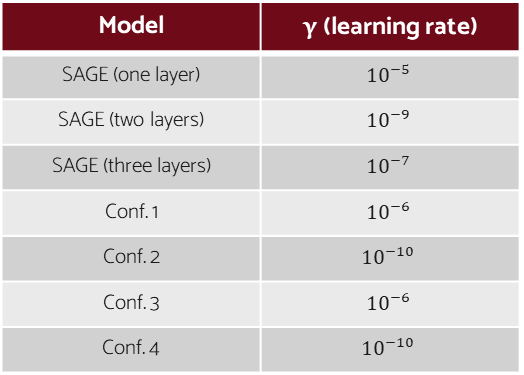 Model γ (learning rate)
SAGE (one layer) 10⁻⁵
SAGE (two layers) 10⁻⁹
SAGE (three layers) 10⁻⁷
Conf. 1 10⁻⁶
Conf. 2 10⁻¹⁰
Conf. 3 10⁻⁶
Conf. 4 10⁻¹⁰